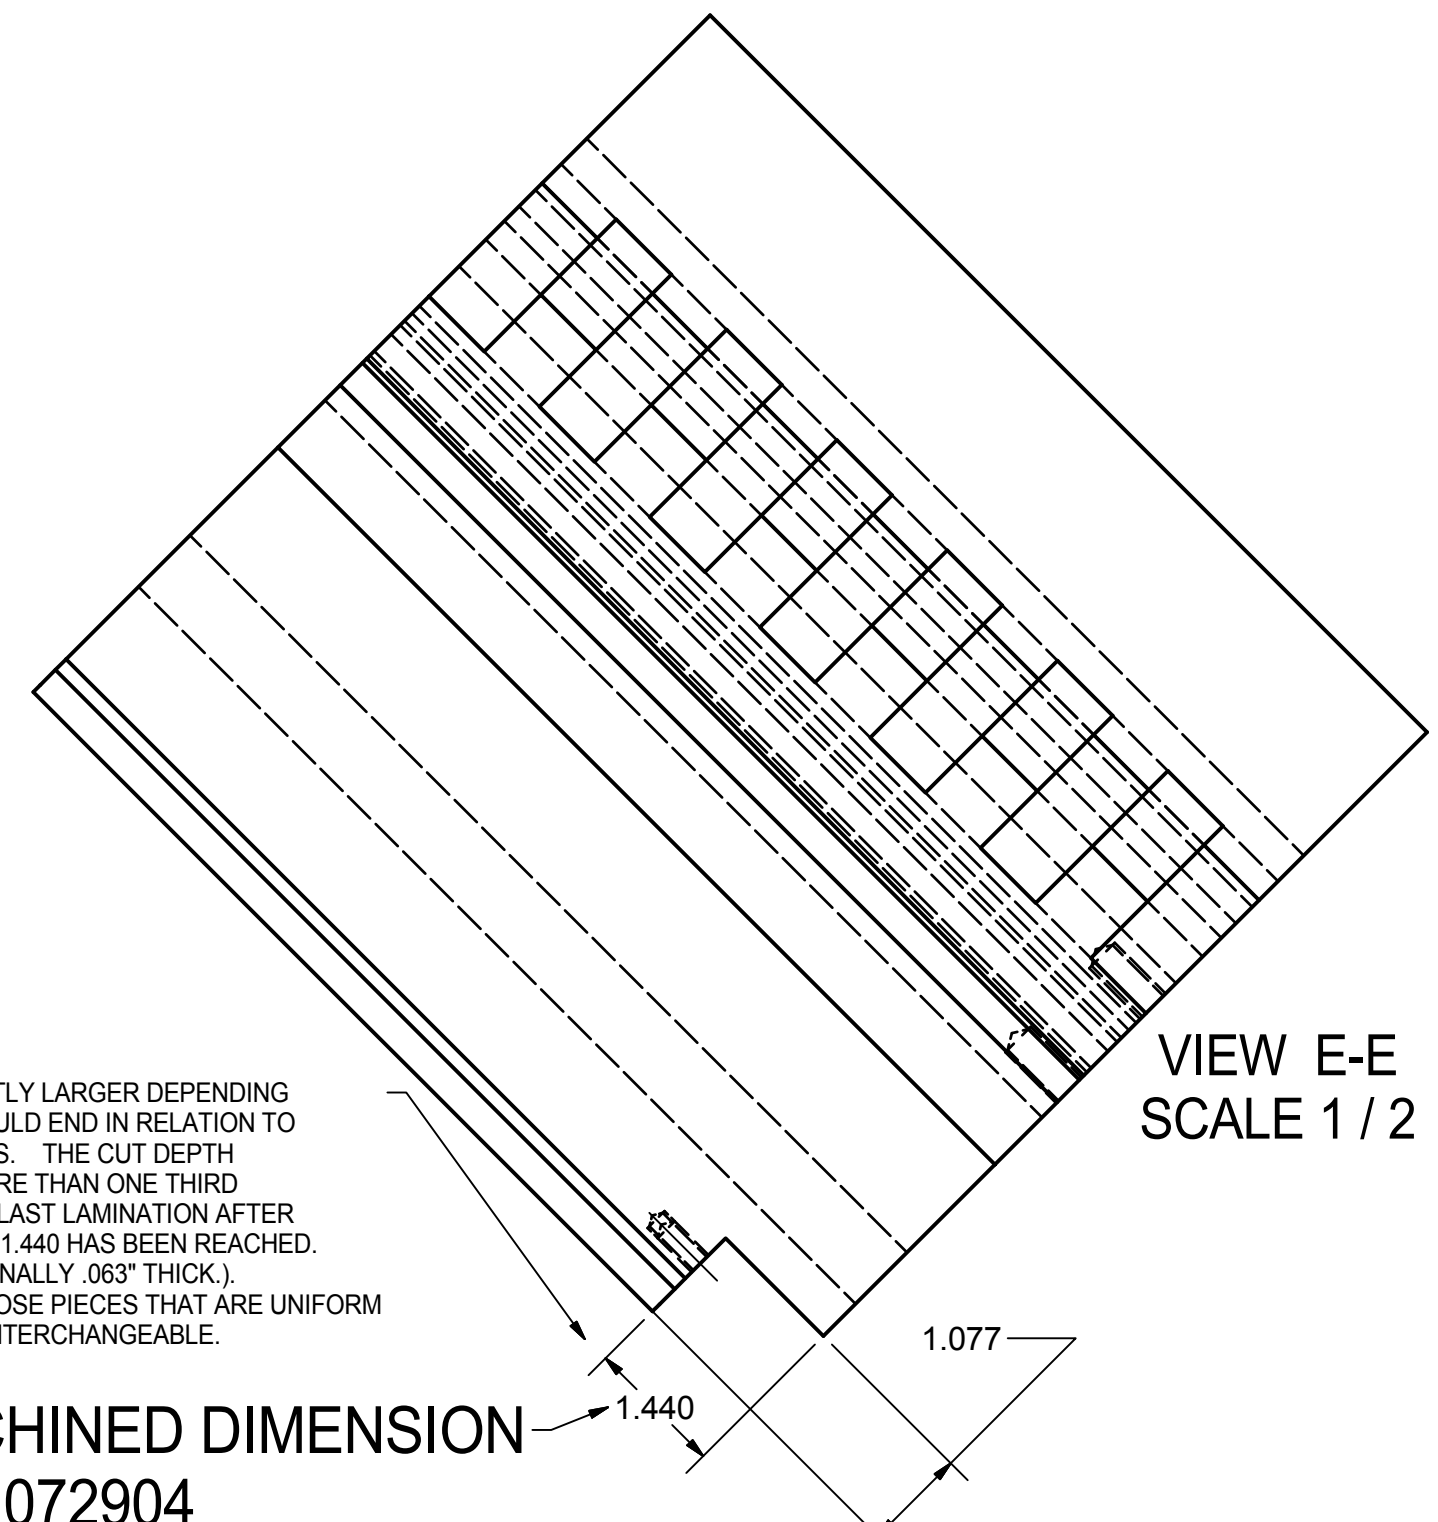 VIEW E-E
SCALE 1 / 2
TLY LARGER DEPENDING
ULD END IN RELATION TO
S. THE CUT DEPTH
RE THAN ONE THIRD
LAST LAMINATION AFTER
1.440 HAS BEEN REACHED.
NALLY .063" THICK.).
OSE PIECES THAT ARE UNIFORM
NTERCHANGEABLE.
1.077
1.440
CHINED DIMENSION
072904